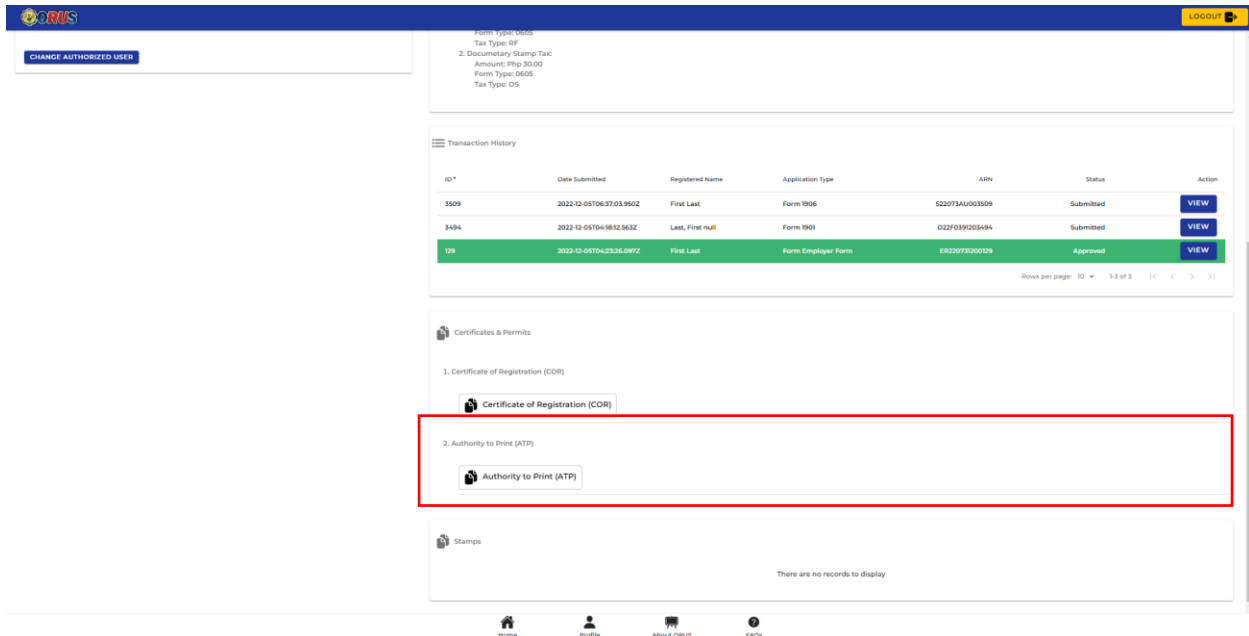 ORUS
LOGOUT
CHANGE AUTHORIZED USER
Form Type: 0605
Tax Type: RF
2. Documetary Stamp Tax:
Amount: Php 30.00
Form Type: 0605
Tax Type: DS
Transaction History
ID Date Submitted Registered Name Application Type ARN Status Action
3509 2022-12-05T06:37:03.950Z First Last Form 1906 522073AU003509 Submitted VIEW
3494 2022-12-05T04:18:12.563Z Last, First null Form 1901 O22F0391203494 Submitted VIEW
129 2022-12-05T04:23:26.097Z First Last Form Employer Form ER220731200129 Approved VIEW
Rows per page: 10 1-3 of 3
Certificates & Permits
1. Certificate of Registration (COR)
Certificate of Registration (COR)
2. Authority to Print (ATP)
Authority to Print (ATP)
Stamps
There are no records to display
Home Profile About ORUS FAQs